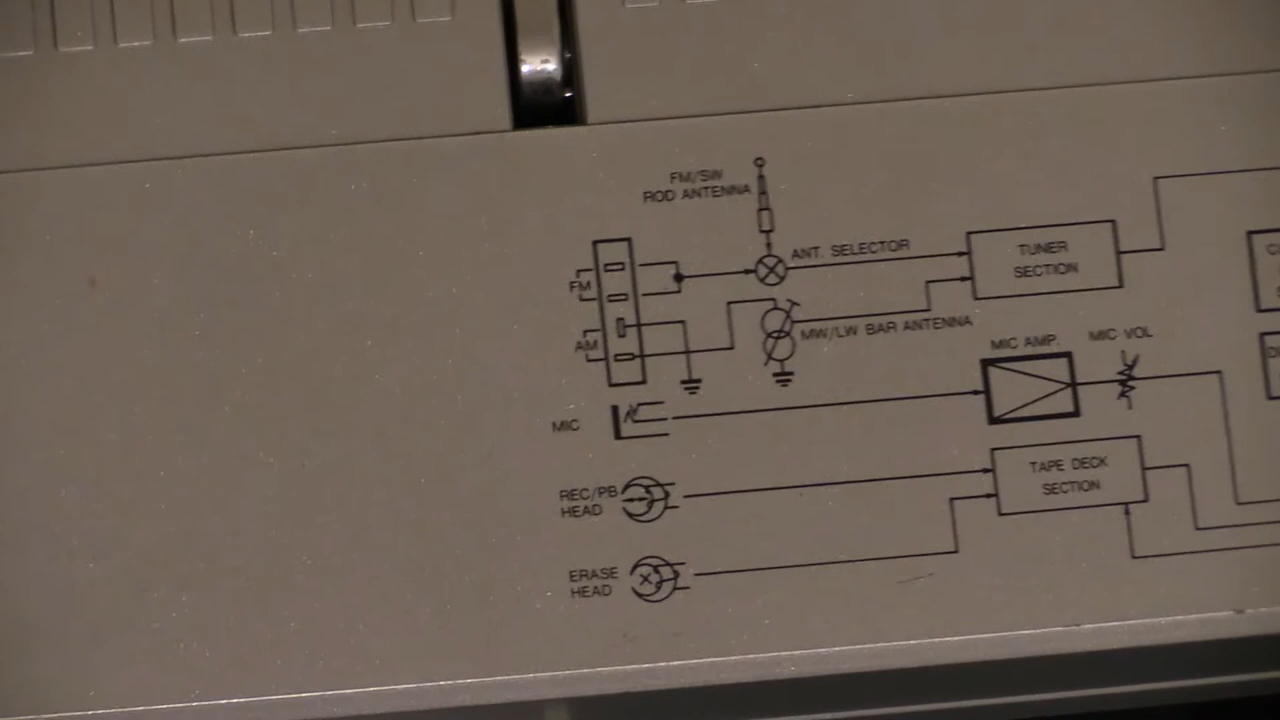 FM/SW
ROD ANTENNA
ANT. SELECTOR
TUNER
SECTION
FM
AM
MW/LW BAR ANTENNA
MIC AMP.
MIC VOL
MIC
TAPE DECK
SECTION
REC/PB
HEAD
ERASE
HEAD